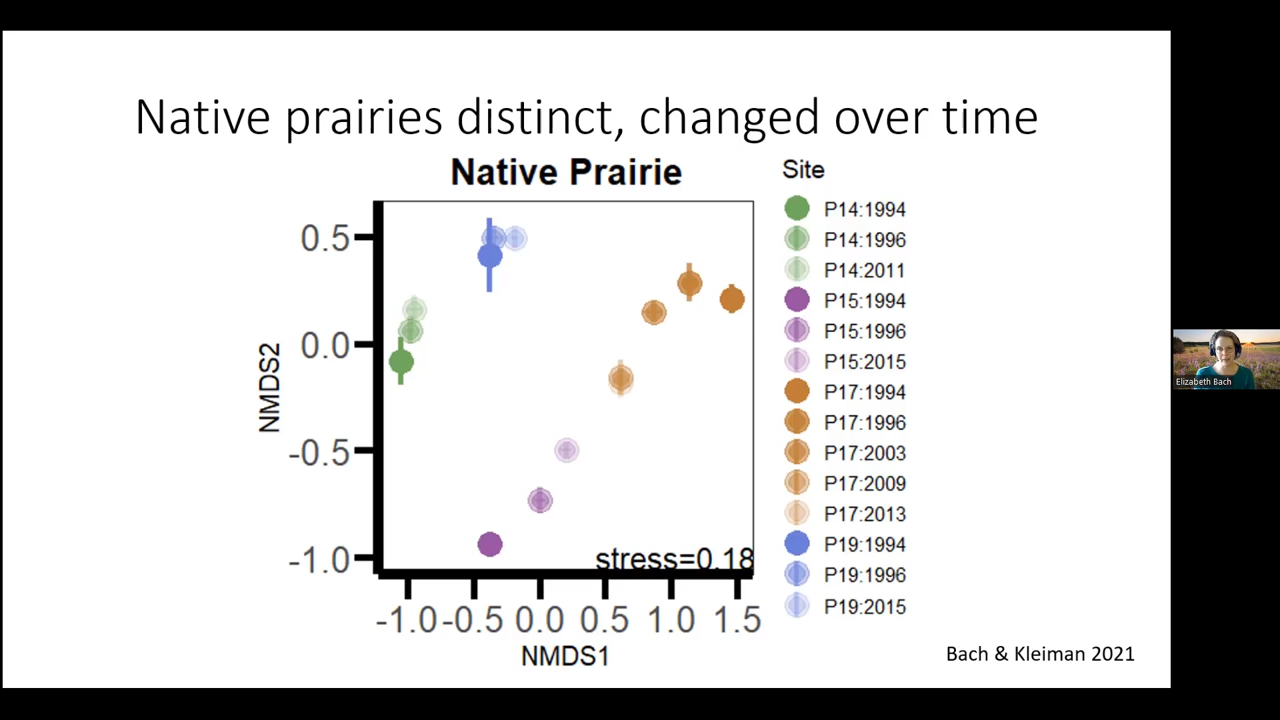 Native prairies distinct, changed over time
Native Prairie
Site
P14:1994
P14:1996
P14:2011
P15:1994
P15:1996
P15:2015
P17:1994
P17:1996
P17:2003
P17:2009
P17:2013
P19:1994
P19:1996
P19:2015
0.5
0.0
-0.5
-1.0
NMDS2
stress=0.18
-1.0 -0.5 0.0 0.5 1.0 1.5
NMDS1
Bach & Kleiman 2021
Elizabeth Bach